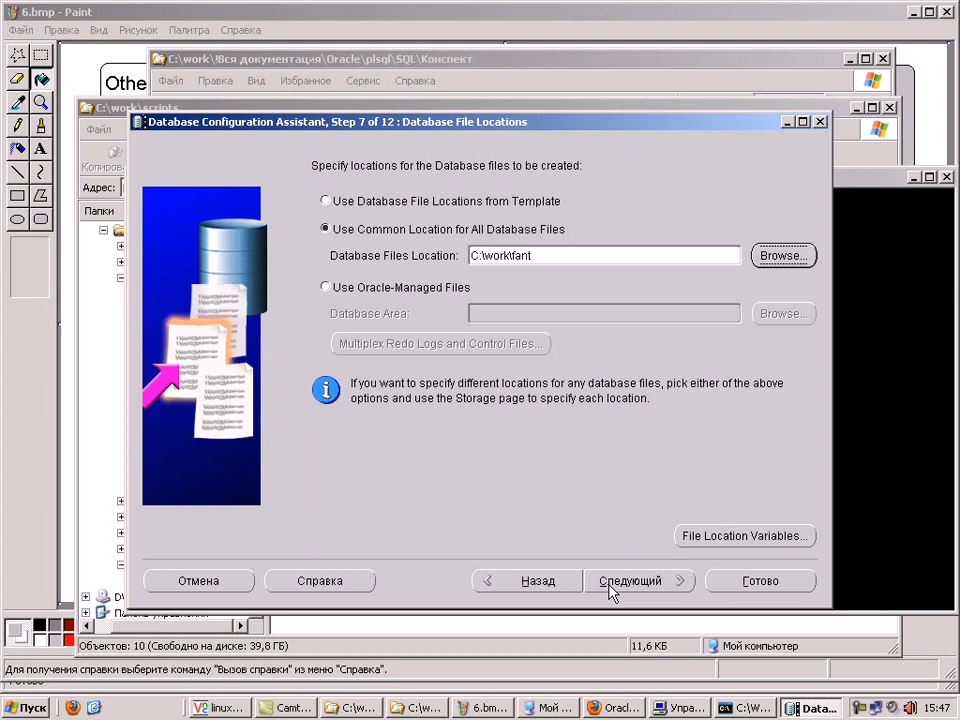 6.bmp - Paint
Файл Правка Вид Рисунок Палитра Справка
C:\work\!Вся документация\Oracle\plsql\SQL\Конспект
Файл Правка Вид Избранное Сервис Справка
Othe
C:\work\scripts
Файл
Копиров
Адрес:
Папки
Database Configuration Assistant, Step 7 of 12 : Database File Locations
Specify locations for the Database files to be created:
Use Database File Locations from Template
Use Common Location for All Database Files
Database Files Location: C:\work\fant Browse...
Use Oracle-Managed Files
Database Area: Browse...
Multiplex Redo Logs and Control Files...
If you want to specify different locations for any database files, pick either of the above
options and use the Storage page to specify each location.
File Location Variables...
Отмена Справка Назад Следующий Готово
Объектов: 10 (Свободно на диске: 39,8 ГБ) 11,6 КБ Мой компьютер
Для получения справки выберите команду "Вызов справки" из меню "Справка".
Пуск linux... Camt... C:\w... C:\w... 6.bm... Мой ... Oracl... Упра... C:\W... Data... 15:47